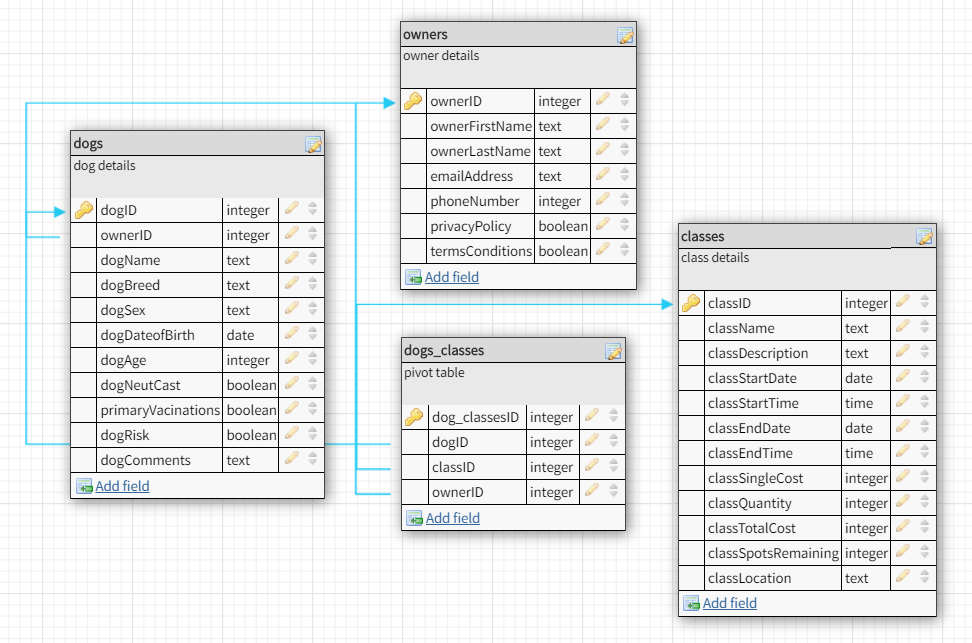 owners
owner details
ownerID integer
ownerFirstName text
ownerLastName text
emailAddress text
phoneNumber integer
privacyPolicy boolean
termsConditions boolean
Add field
dogs
dog details
dogID integer
ownerID integer
dogName text
dogBreed text
dogSex text
dogDateofBirth date
dogAge integer
dogNeutCast boolean
primaryVacinations boolean
dogRisk boolean
dogComments text
Add field
dogs_classes
pivot table
dog_classesID integer
dogID integer
classID integer
ownerID integer
Add field
classes
class details
classID integer
className text
classDescription text
classStartDate date
classStartTime time
classEndDate date
classEndTime time
classSingleCost integer
classQuantity integer
classTotalCost integer
classSpotsRemaining integer
classLocation text
Add field